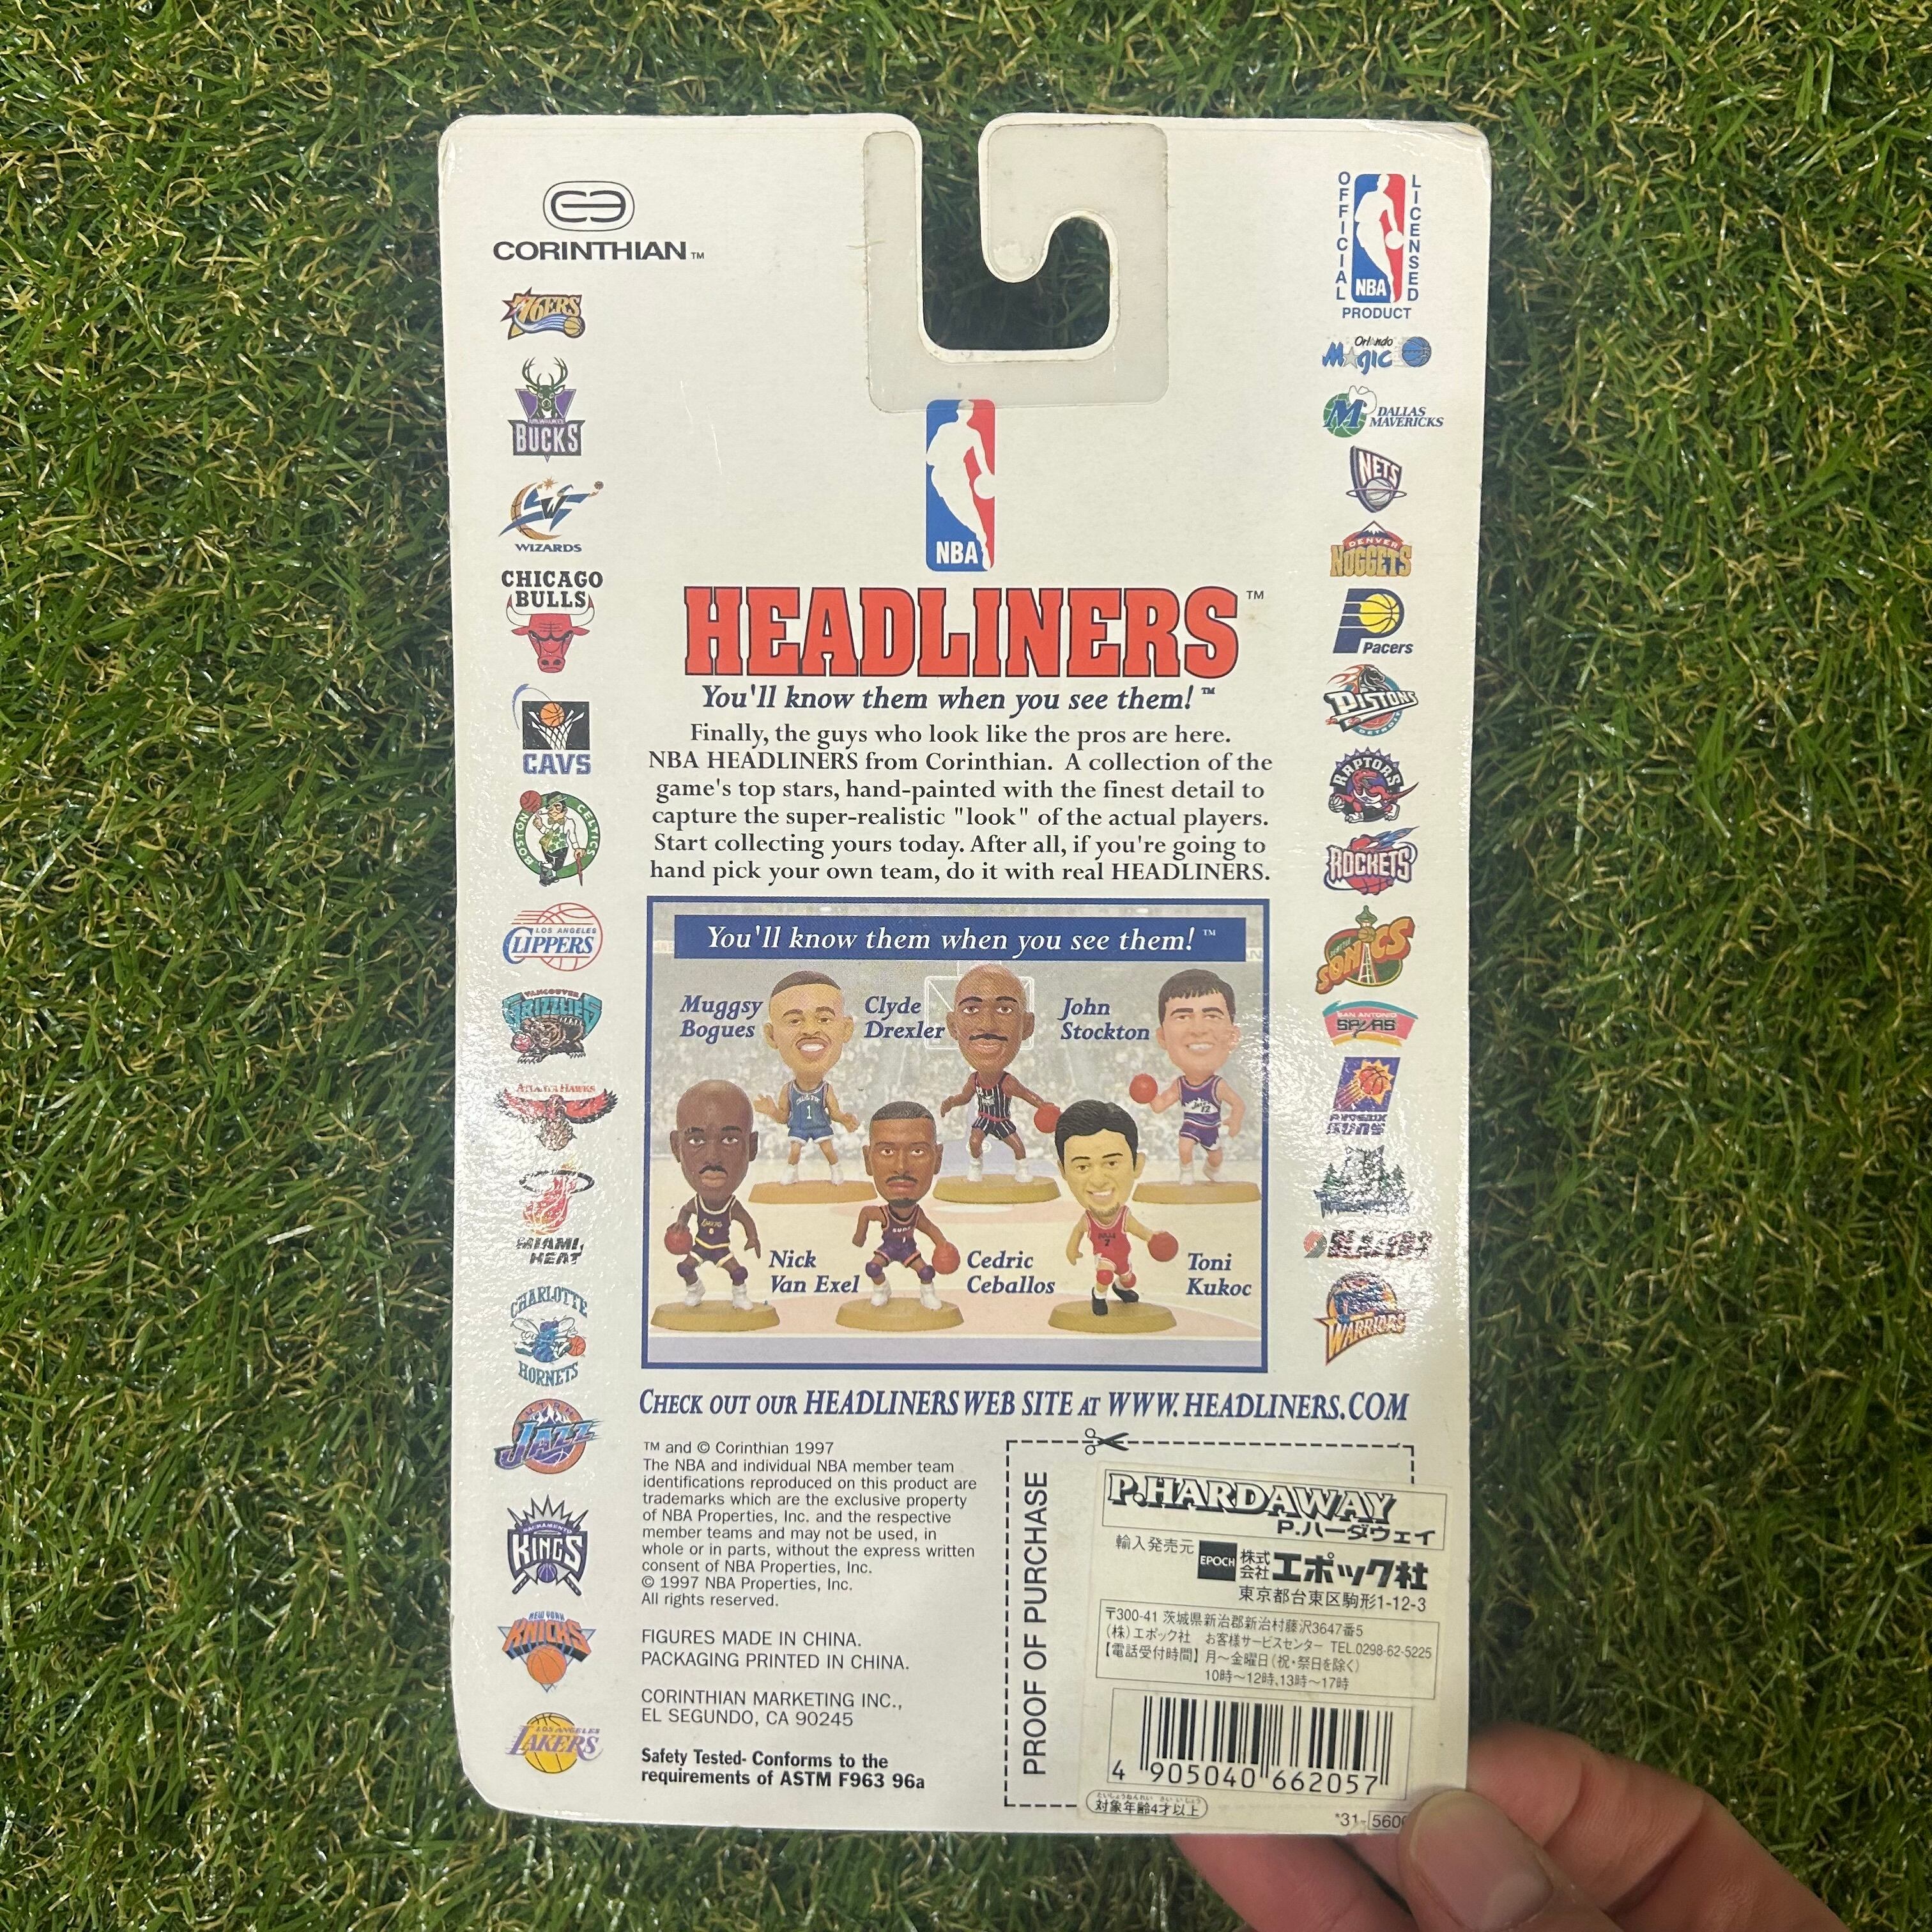 CORINTHIAN™
76ERS
MILWAUKEE
BUCKS
WIZARDS
CHICAGO
BULLS
CAVS
BOSTON CELTICS
LOS ANGELES
CLIPPERS
VANCOUVER
GRIZZLIES
ATLANTA HAWKS
MIAMI
HEAT
CHARLOTTE
HORNETS
UTAH
JAZZ
SACRAMENTO
KINGS
NEW YORK
KNICKS
LOS ANGELES
LAKERS
OFFICIAL
LICENSED
NBA
PRODUCT
Orlando
Magic
M DALLAS
MAVERICKS
NETS
DENVER
NUGGETS
Pacers
PISTONS
DETROIT
RAPTORS
ROCKETS
SEATTLE
SONICS
SAN ANTONIO
SPURS
PHOENIX
SUNS
BLAZERS
WARRIORS
NBA
HEADLINERS™
You'll know them when you see them!™
Finally, the guys who look like the pros are here.
NBA HEADLINERS from Corinthian. A collection of the
game's top stars, hand-painted with the finest detail to
capture the super-realistic "look" of the actual players.
Start collecting yours today. After all, if you're going to
hand pick your own team, do it with real HEADLINERS.
You'll know them when you see them! ™
Muggsy
Bogues
Clyde
Drexler
John
Stockton
Nick
Van Exel
Cedric
Ceballos
Toni
Kukoc
CHECK OUT OUR HEADLINERS WEB SITE AT WWW.HEADLINERS.COM
™ and © Corinthian 1997
The NBA and individual NBA member team
identifications reproduced on this product are
trademarks which are the exclusive property
of NBA Properties, Inc. and the respective
member teams and may not be used, in
whole or in parts, without the express written
consent of NBA Properties, Inc.
© 1997 NBA Properties, Inc.
All rights reserved.
FIGURES MADE IN CHINA.
PACKAGING PRINTED IN CHINA.
CORINTHIAN MARKETING INC.,
EL SEGUNDO, CA 90245
Safety Tested- Conforms to the
requirements of ASTM F963 96a
PROOF OF PURCHASE
P.HARDAWAY
P.ハーダウェイ
輸入発売元 EPOCH 株式会社エポック社
東京都台東区駒形1-12-3
〒300-41 茨城県新治郡新治村藤沢3647番5
(株)エポック社 お客様サービスセンター TEL.0298-62-5225
【電話受付時間】月〜金曜日(祝・祭日を除く)
10時〜12時、13時〜17時
4 905040 662057
対象年齢4才以上
*31-560